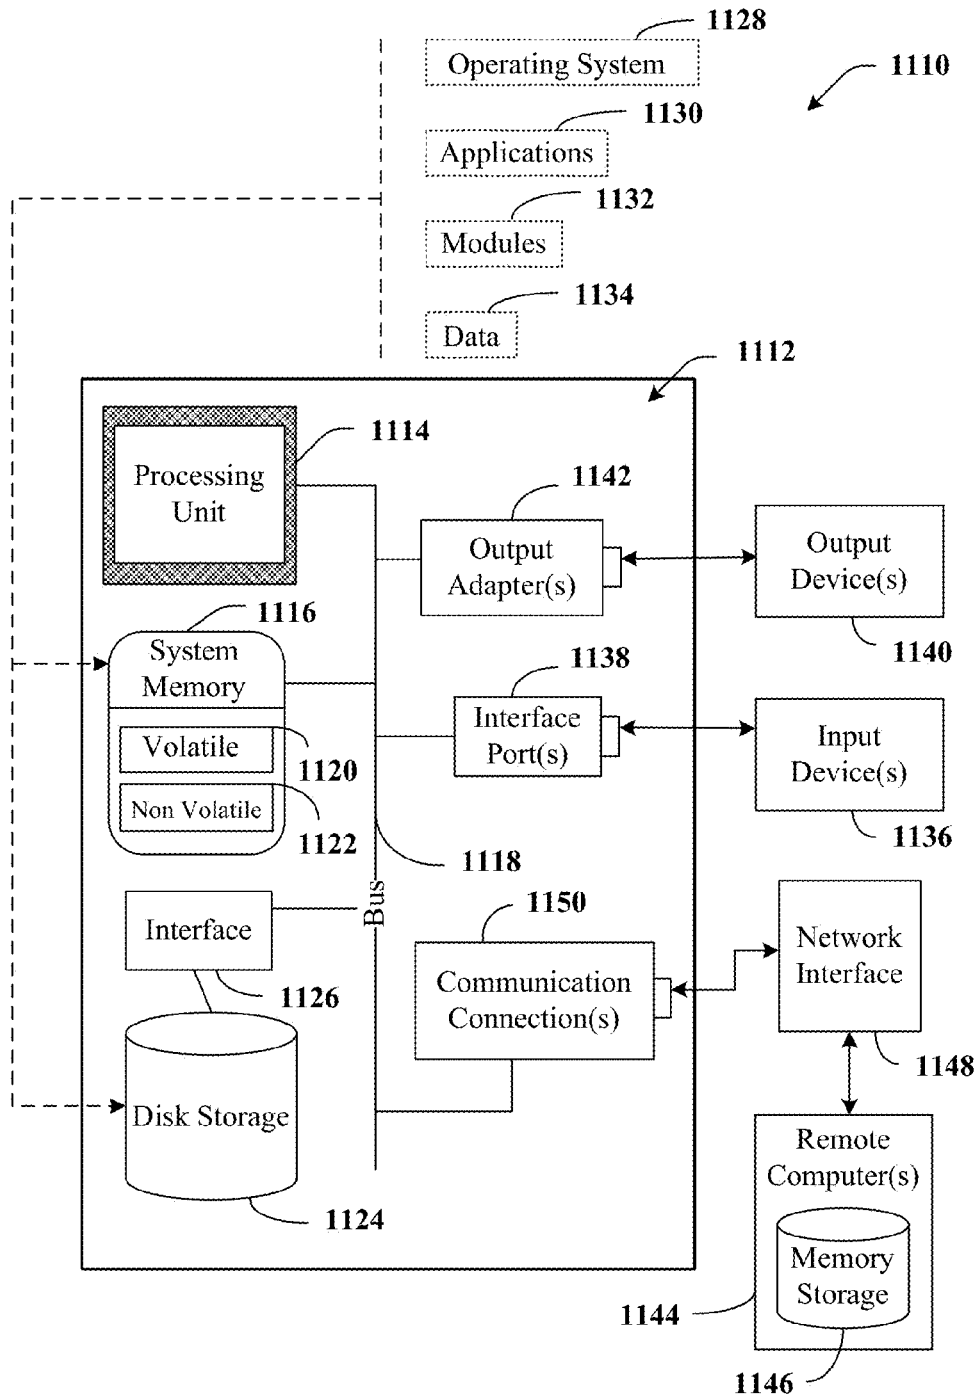 1128
Operating System
1110
1130
Applications
1132
Modules
1134
Data
1112
1114
Processing
Unit
1142
Output
Adapter(s)
Output
Device(s)
1140
1116
System
Memory
Volatile
1120
Non Volatile
1122
1138
Interface
Port(s)
Input
Device(s)
1136
1118
Bus
Interface
1126
1150
Communication
Connection(s)
Network
Interface
1148
Disk Storage
1124
Remote
Computer(s)
Memory
Storage
1144
1146